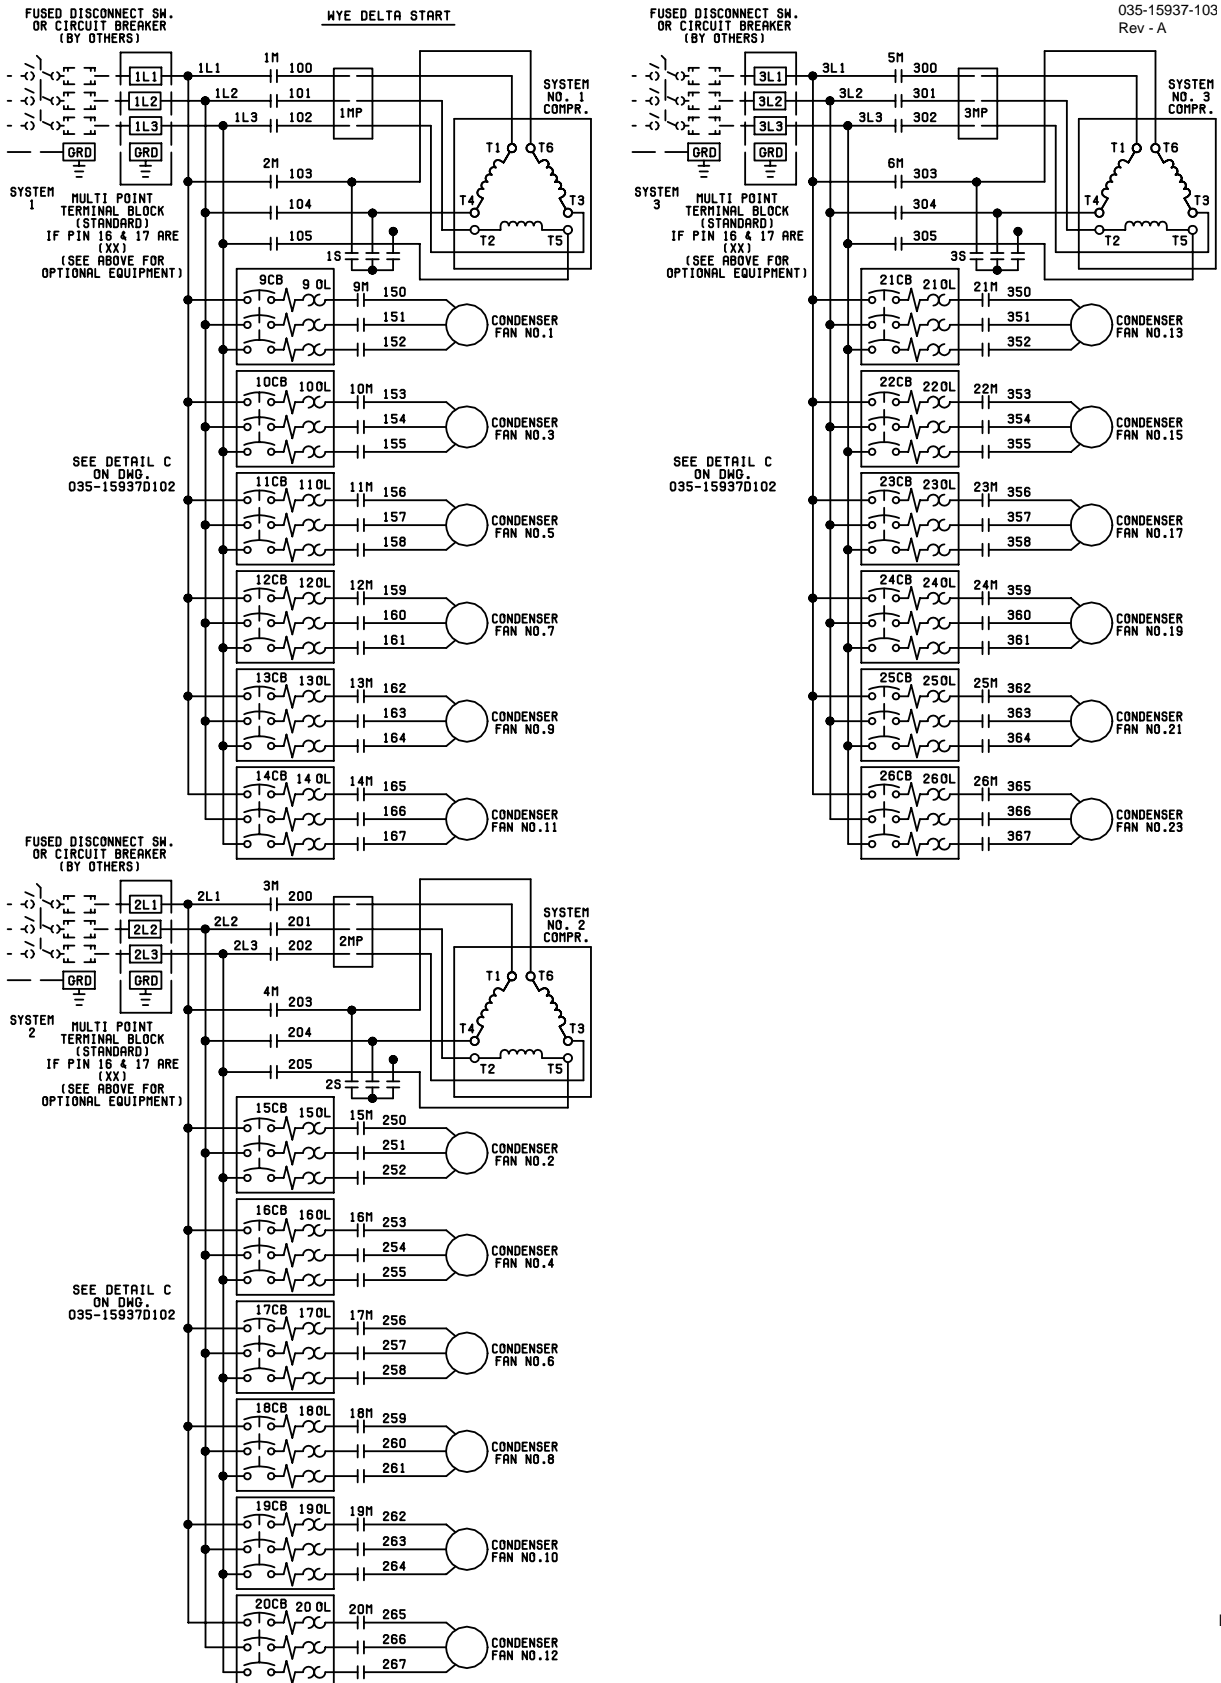 035-15937-103
Rev - A
WYE DELTA START
FUSED DISCONNECT SW.
OR CIRCUIT BREAKER
(BY OTHERS)
1L1
1L2
1L3
GRD
GRD
SYSTEM
1
MULTI POINT
TERMINAL BLOCK
(STANDARD)
IF PIN 16 & 17 ARE
(XX)
(SEE ABOVE FOR
OPTIONAL EQUIPMENT)
1L1
1L2
1L3
1M
100
101
102
1MP
2M
103
104
105
1S
SYSTEM
NO. 1
COMPR.
T1
T6
T4
T3
T2
T5
9CB
9 OL
9M
150
151
152
CONDENSER
FAN NO.1
10CB
10OL
10M
153
154
155
CONDENSER
FAN NO.3
SEE DETAIL C
ON DWG.
035-15937D102
11CB
11OL
11M
156
157
158
CONDENSER
FAN NO.5
12CB
12OL
12M
159
160
161
CONDENSER
FAN NO.7
13CB
13OL
13M
162
163
164
CONDENSER
FAN NO.9
14CB
14 OL
14M
165
166
167
CONDENSER
FAN NO.11
FUSED DISCONNECT SW.
OR CIRCUIT BREAKER
(BY OTHERS)
2L1
2L2
2L3
GRD
GRD
SYSTEM
2
MULTI POINT
TERMINAL BLOCK
(STANDARD)
IF PIN 16 & 17 ARE
(XX)
(SEE ABOVE FOR
OPTIONAL EQUIPMENT)
2L1
2L2
2L3
3M
200
201
202
2MP
4M
203
204
205
2S
SYSTEM
NO. 2
COMPR.
T1
T6
T4
T3
T2
T5
15CB
15OL
15M
250
251
252
CONDENSER
FAN NO.2
16CB
16OL
16M
253
254
255
CONDENSER
FAN NO.4
SEE DETAIL C
ON DWG.
035-15937D102
17CB
17OL
17M
256
257
258
CONDENSER
FAN NO.6
18CB
18OL
18M
259
260
261
CONDENSER
FAN NO.8
19CB
19OL
19M
262
263
264
CONDENSER
FAN NO.10
20CB
20 OL
20M
265
266
267
CONDENSER
FAN NO.12
FUSED DISCONNECT SW.
OR CIRCUIT BREAKER
(BY OTHERS)
3L1
3L2
3L3
GRD
GRD
SYSTEM
3
MULTI POINT
TERMINAL BLOCK
(STANDARD)
IF PIN 16 & 17 ARE
(XX)
(SEE ABOVE FOR
OPTIONAL EQUIPMENT)
3L1
3L2
3L3
5M
300
301
302
3MP
6M
303
304
305
3S
SYSTEM
NO. 3
COMPR.
T1
T6
T4
T3
T2
T5
21CB
21OL
21M
350
351
352
CONDENSER
FAN NO.13
22CB
22OL
22M
353
354
355
CONDENSER
FAN NO.15
SEE DETAIL C
ON DWG.
035-15937D102
23CB
23OL
23M
356
357
358
CONDENSER
FAN NO.17
24CB
24OL
24M
359
360
361
CONDENSER
FAN NO.19
25CB
25OL
25M
362
363
364
CONDENSER
FAN NO.21
26CB
26OL
26M
365
366
367
CONDENSER
FAN NO.23